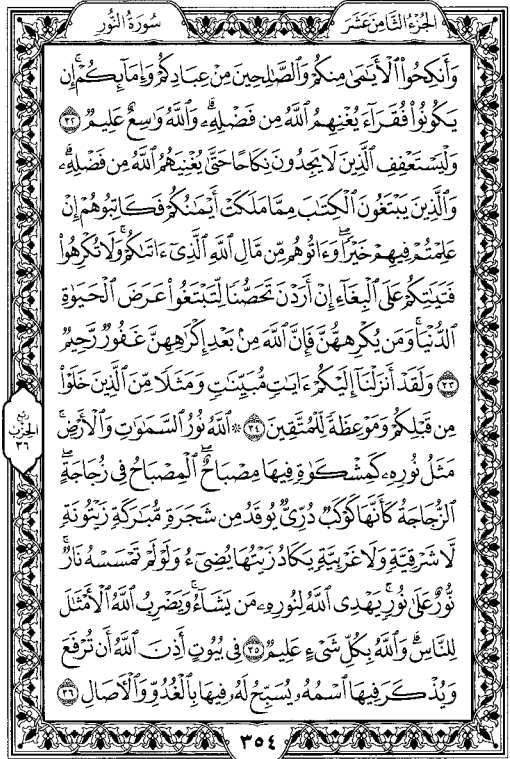 الجزء الثامن عشر
سورة النور
وَأَنكِحُوا۟ ٱلْأَيَـٰمَىٰ مِنكُمْ وَٱلصَّـٰلِحِينَ مِنْ عِبَادِكُمْ وَإِمَآئِكُمْ ۚ إِن
يَكُونُوا۟ فُقَرَآءَ يُغْنِهِمُ ٱللَّهُ مِن فَضْلِهِۦ ۗ وَٱللَّهُ وَٰسِعٌ عَلِيمٌ ٣٢
وَلْيَسْتَعْفِفِ ٱلَّذِينَ لَا يَجِدُونَ نِكَاحًا حَتَّىٰ يُغْنِيَهُمُ ٱللَّهُ مِن فَضْلِهِۦ ۗ
وَٱلَّذِينَ يَبْتَغُونَ ٱلْكِتَـٰبَ مِمَّا مَلَكَتْ أَيْمَـٰنُكُمْ فَكَاتِبُوهُمْ إِنْ
عَلِمْتُمْ فِيهِمْ خَيْرًا ۖ وَءَاتُوهُم مِّن مَّالِ ٱللَّهِ ٱلَّذِىٓ ءَاتَىٰكُمْ ۚ وَلَا تُكْرِهُوا۟
فَتَيَـٰتِكُمْ عَلَى ٱلْبِغَآءِ إِنْ أَرَدْنَ تَحَصُّنًا لِّتَبْتَغُوا۟ عَرَضَ ٱلْحَيَوٰةِ
ٱلدُّنْيَا ۚ وَمَن يُكْرِههُّنَّ فَإِنَّ ٱللَّهَ مِنۢ بَعْدِ إِكْرَٰهِهِنَّ غَفُورٌ رَّحِيمٌ
٣٣ وَلَقَدْ أَنزَلْنَآ إِلَيْكُمْ ءَايَـٰتٍ مُّبَيِّنَـٰتٍ وَمَثَلًا مِّنَ ٱلَّذِينَ خَلَوْا۟
مِن قَبْلِكُمْ وَمَوْعِظَةً لِّلْمُتَّقِينَ ٣٤ * ٱللَّهُ نُورُ ٱلسَّمَـٰوَٰتِ وَٱلْأَرْضِ ۚ
مَثَلُ نُورِهِۦ كَمِشْكَوٰةٍ فِيهَا مِصْبَاحٌ ۖ ٱلْمِصْبَاحُ فِى زُجَاجَةٍ ۖ
ٱلزُّجَاجَةُ كَأَنَّهَا كَوْكَبٌ دُرِّىٌّ يُوقَدُ مِن شَجَرَةٍ مُّبَـٰرَكَةٍ زَيْتُونَةٍ
لَّا شَرْقِيَّةٍ وَلَا غَرْبِيَّةٍ يَكَادُ زَيْتُهَا يُضِىٓءُ وَلَوْ لَمْ تَمْسَسْهُ نَارٌ ۚ
نُّورٌ عَلَىٰ نُورٍ ۗ يَهْدِى ٱللَّهُ لِنُورِهِۦ مَن يَشَآءُ ۚ وَيَضْرِبُ ٱللَّهُ ٱلْأَمْثَـٰلَ
لِلنَّاسِ ۗ وَٱللَّهُ بِكُلِّ شَىْءٍ عَلِيمٌ ٣٥ فِى بُيُوتٍ أَذِنَ ٱللَّهُ أَن تُرْفَعَ
وَيُذْكَرَ فِيهَا ٱسْمُهُۥ يُسَبِّحُ لَهُۥ فِيهَا بِٱلْغُدُوِّ وَٱلْـَٔاصَالِ ٣٦
ربع
الحزب
٣٦
٣٥٤